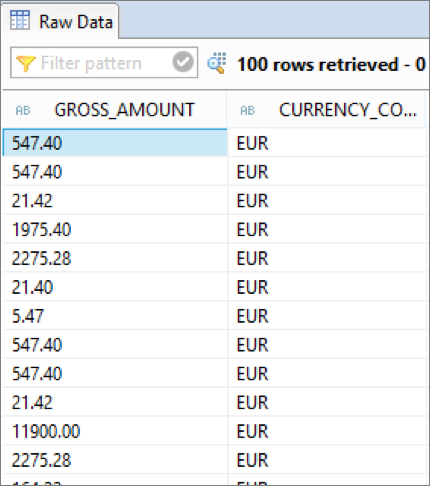 Raw Data
Filter pattern 100 rows retrieved - 0
AB GROSS_AMOUNT AB CURRENCY_CO...
547.40 EUR
547.40 EUR
21.42 EUR
1975.40 EUR
2275.28 EUR
21.40 EUR
5.47 EUR
547.40 EUR
547.40 EUR
21.42 EUR
11900.00 EUR
2275.28 EUR